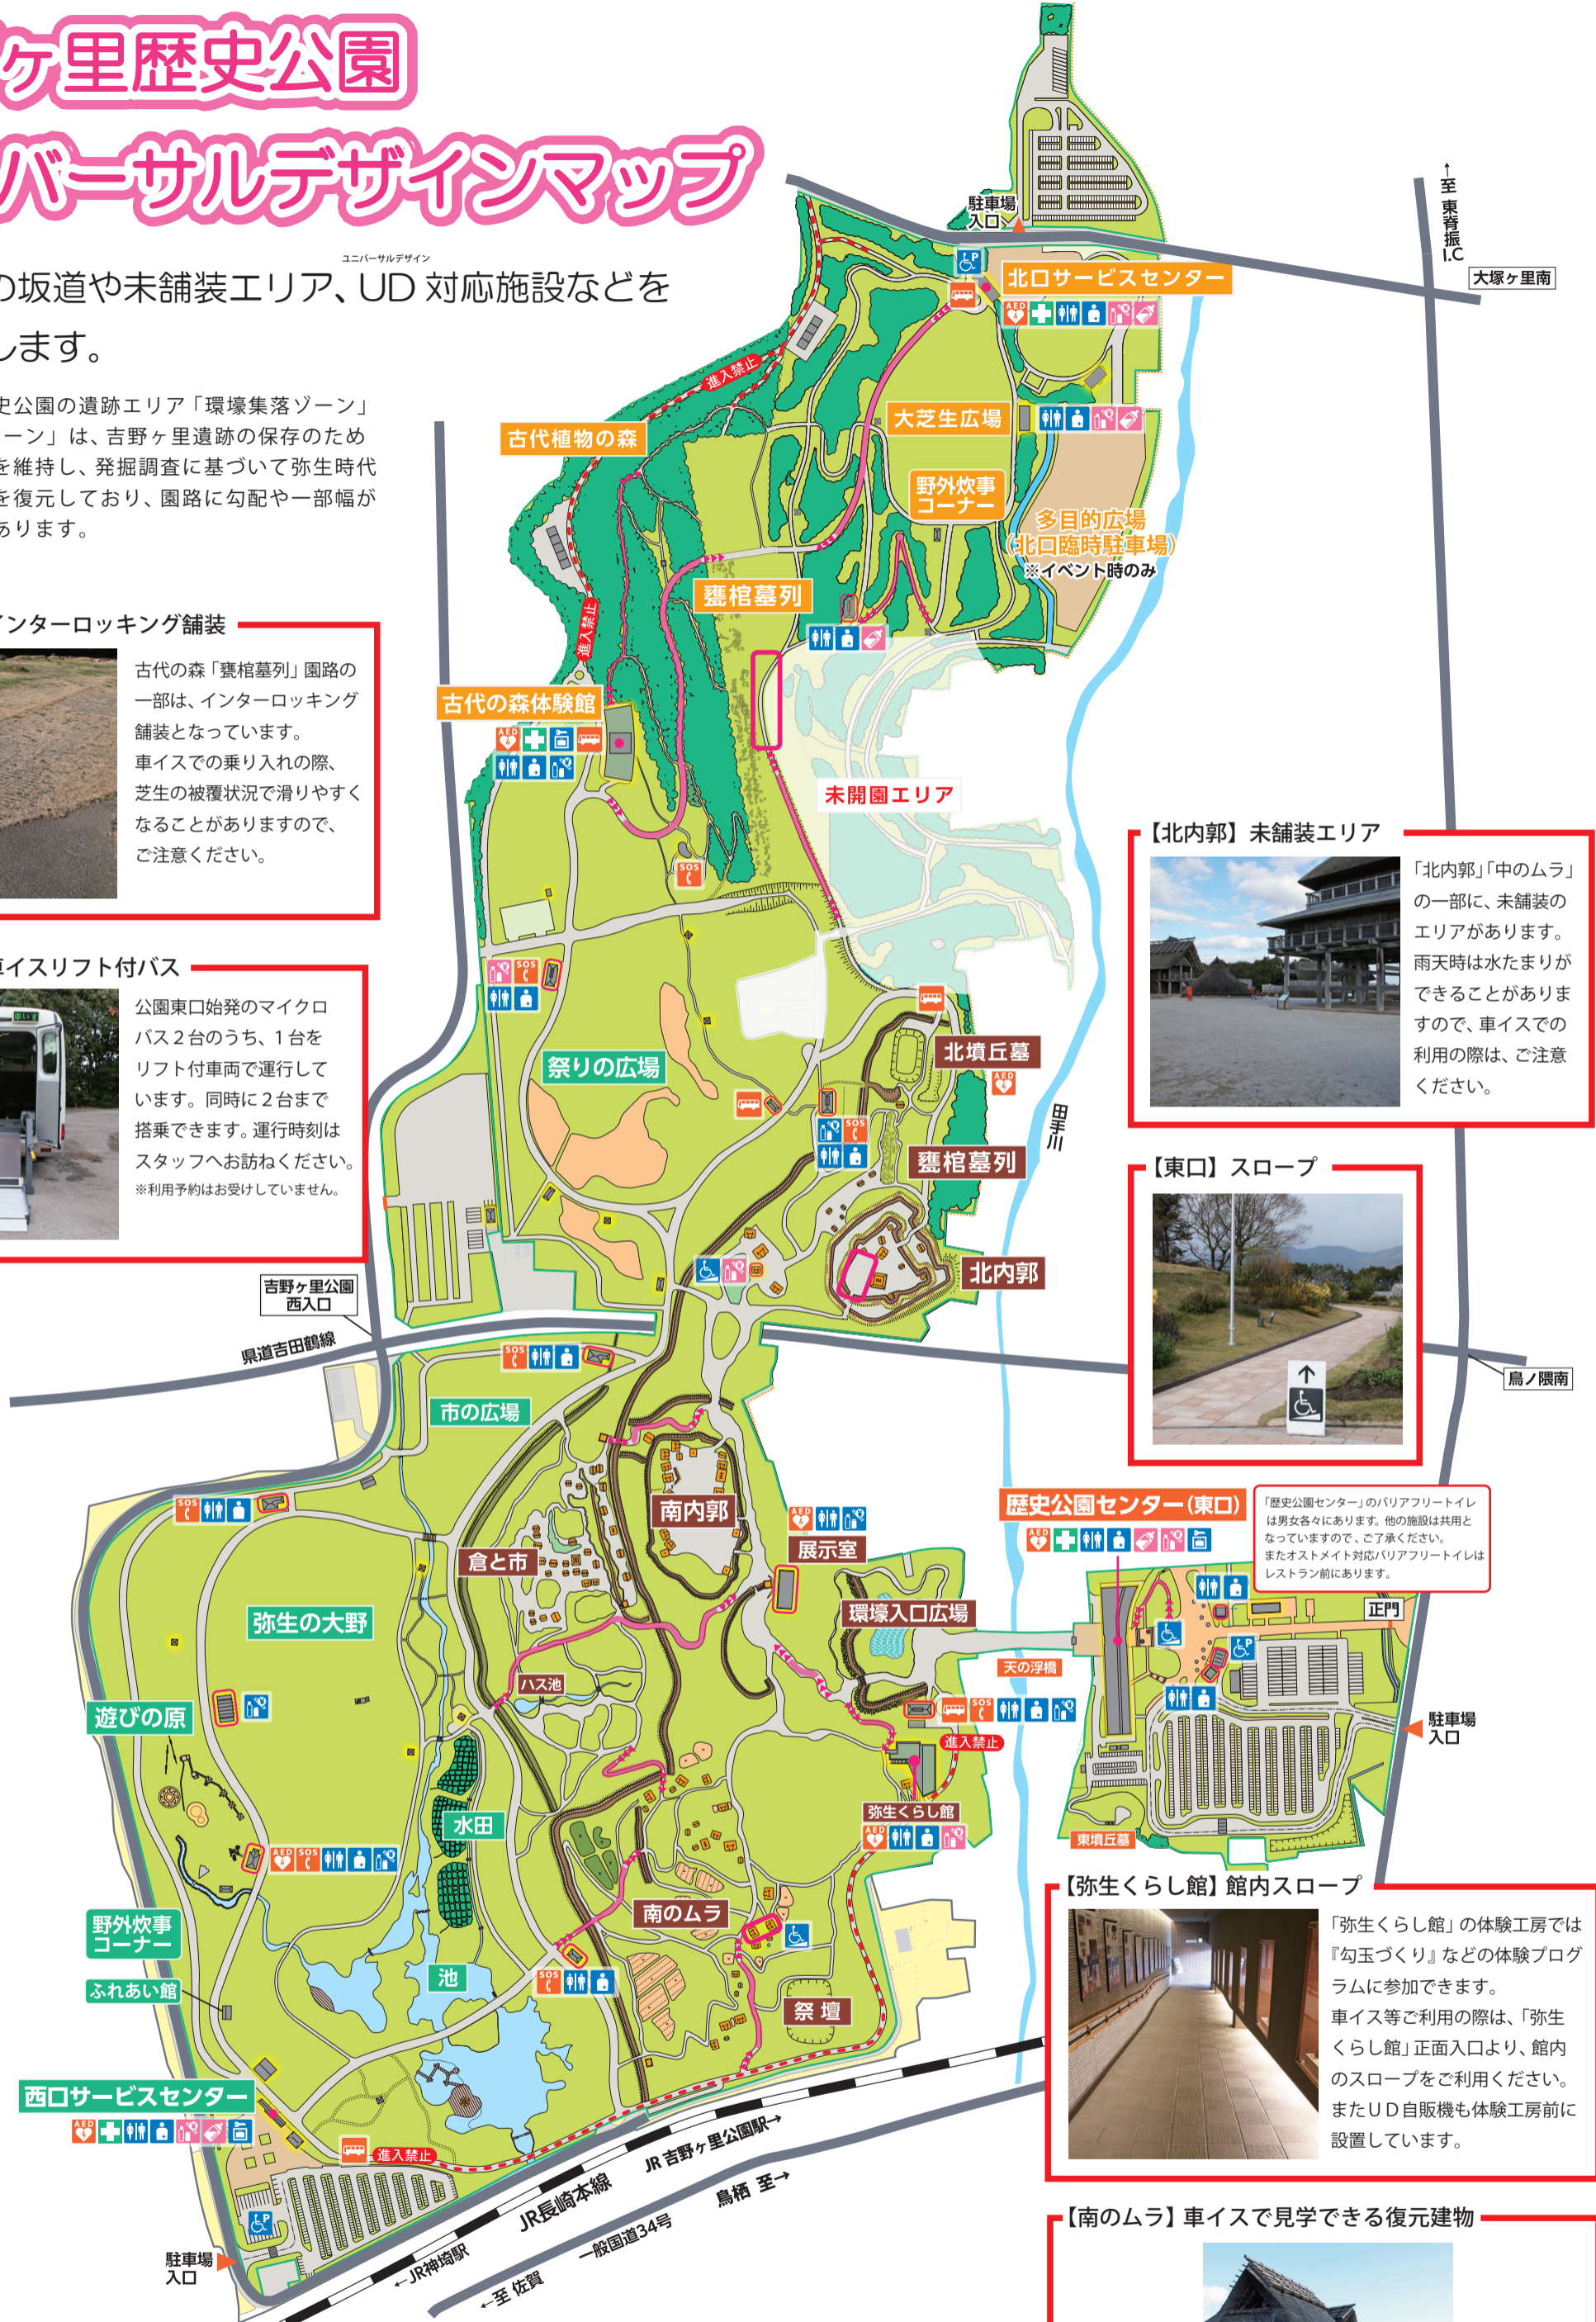 ヶ里歴史公園
バーサルデザインマップ
ユニバーサルデザイン
の坂道や未舗装エリア、UD対応施設などを
します。
史公園の遺跡エリア「環壕集落ゾーン」
ーン」は、吉野ヶ里遺跡の保存のため
を維持し、発掘調査に基づいて弥生時代
を復元しており、園路に勾配や一部幅が
あります。
インターロッキング舗装
古代の森「甕棺墓列」園路の
一部は、インターロッキング
舗装となっています。
車イスでの乗り入れの際、
芝生の被覆状況で滑りやすく
なることがありますので、
ご注意ください。
車イスリフト付バス
公園東口始発のマイクロ
バス2台のうち、1台を
リフト付車両で運行して
います。同時に2台まで
搭乗できます。運行時刻は
スタッフへお訪ねください。
※利用予約はお受けしていません。
駐車場
入口
北口サービスセンター
P
AED
↑至 東脊振I.C
大塚ヶ里南
進入禁止
古代植物の森
大芝生広場
野外炊事
コーナー
多目的広場
(北口臨時駐車場)
※イベント時のみ
甕棺墓列
進入禁止
古代の森体験館
AED
未開園エリア
SOS
SOS
祭りの広場
北墳丘墓
AED
田手川
SOS
甕棺墓列
北内郭
【北内郭】未舗装エリア
「北内郭」「中のムラ」
の一部に、未舗装の
エリアがあります。
雨天時は水たまりが
できることがありま
すので、車イスでの
利用の際は、ご注意
ください。
【東口】スロープ
吉野ヶ里公園
西入口
県道吉田鶴線
鳥ノ隈南
SOS
市の広場
SOS
南内郭
倉と市
AED
展示室
環壕入口広場
歴史公園センター(東口)
AED
「歴史公園センター」のバリアフリートイレ
は男女各々にあります。他の施設は共用と
なっていますので、ご了承ください。
またオストメイト対応バリアフリートイレは
レストラン前にあります。
正門
P
天の浮橋
駐車場
入口
東墳丘墓
弥生の大野
ハス池
遊びの原
SOS
進入禁止
弥生くらし館
AED
水田
AED
SOS
南のムラ
野外炊事
コーナー
ふれあい館
池
SOS
祭壇
西口サービスセンター
AED
進入禁止
P
駐車場
入口
JR吉野ヶ里公園駅→
JR長崎本線
←JR神埼駅
鳥栖 至→
一般国道34号
←至 佐賀
【弥生くらし館】館内スロープ
「弥生くらし館」の体験工房では
『勾玉づくり』などの体験プログ
ラムに参加できます。
車イス等ご利用の際は、「弥生
くらし館」正面入口より、館内
のスロープをご利用ください。
またUD自販機も体験工房前に
設置しています。
【南のムラ】車イスで見学できる復元建物